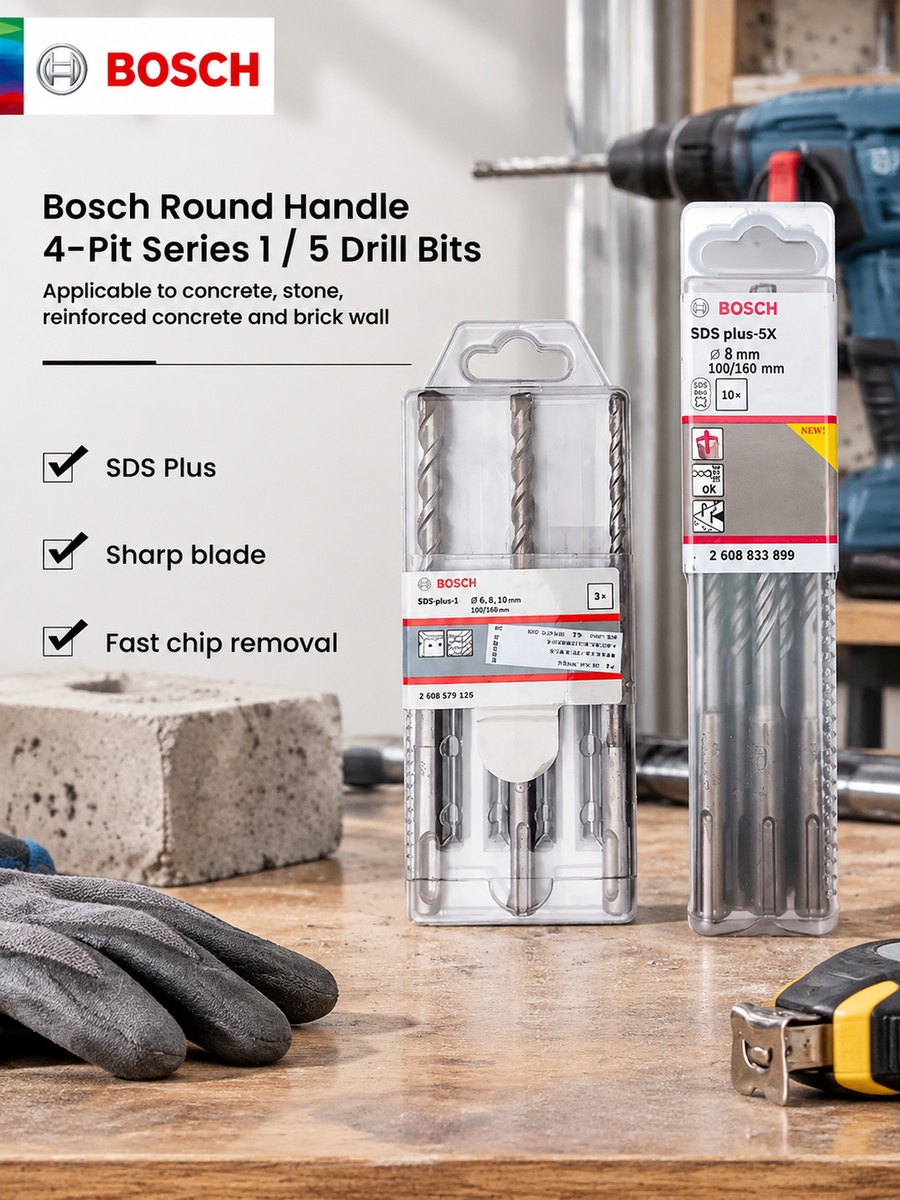 BOSCH
Bosch Round Handle
4-Pit Series 1 / 5 Drill Bits
Applicable to concrete, stone,
reinforced concrete and brick wall
SDS Plus
Sharp blade
Fast chip removal
BOSCH
SDS-plus-1
Ø 6, 8, 10 mm
100/160 mm
3 x
2 608 579 125
BOSCH
SDS plus-5X
Ø 8 mm
100/160 mm
SDS
10×
NEW!
OK
2 608 833 899